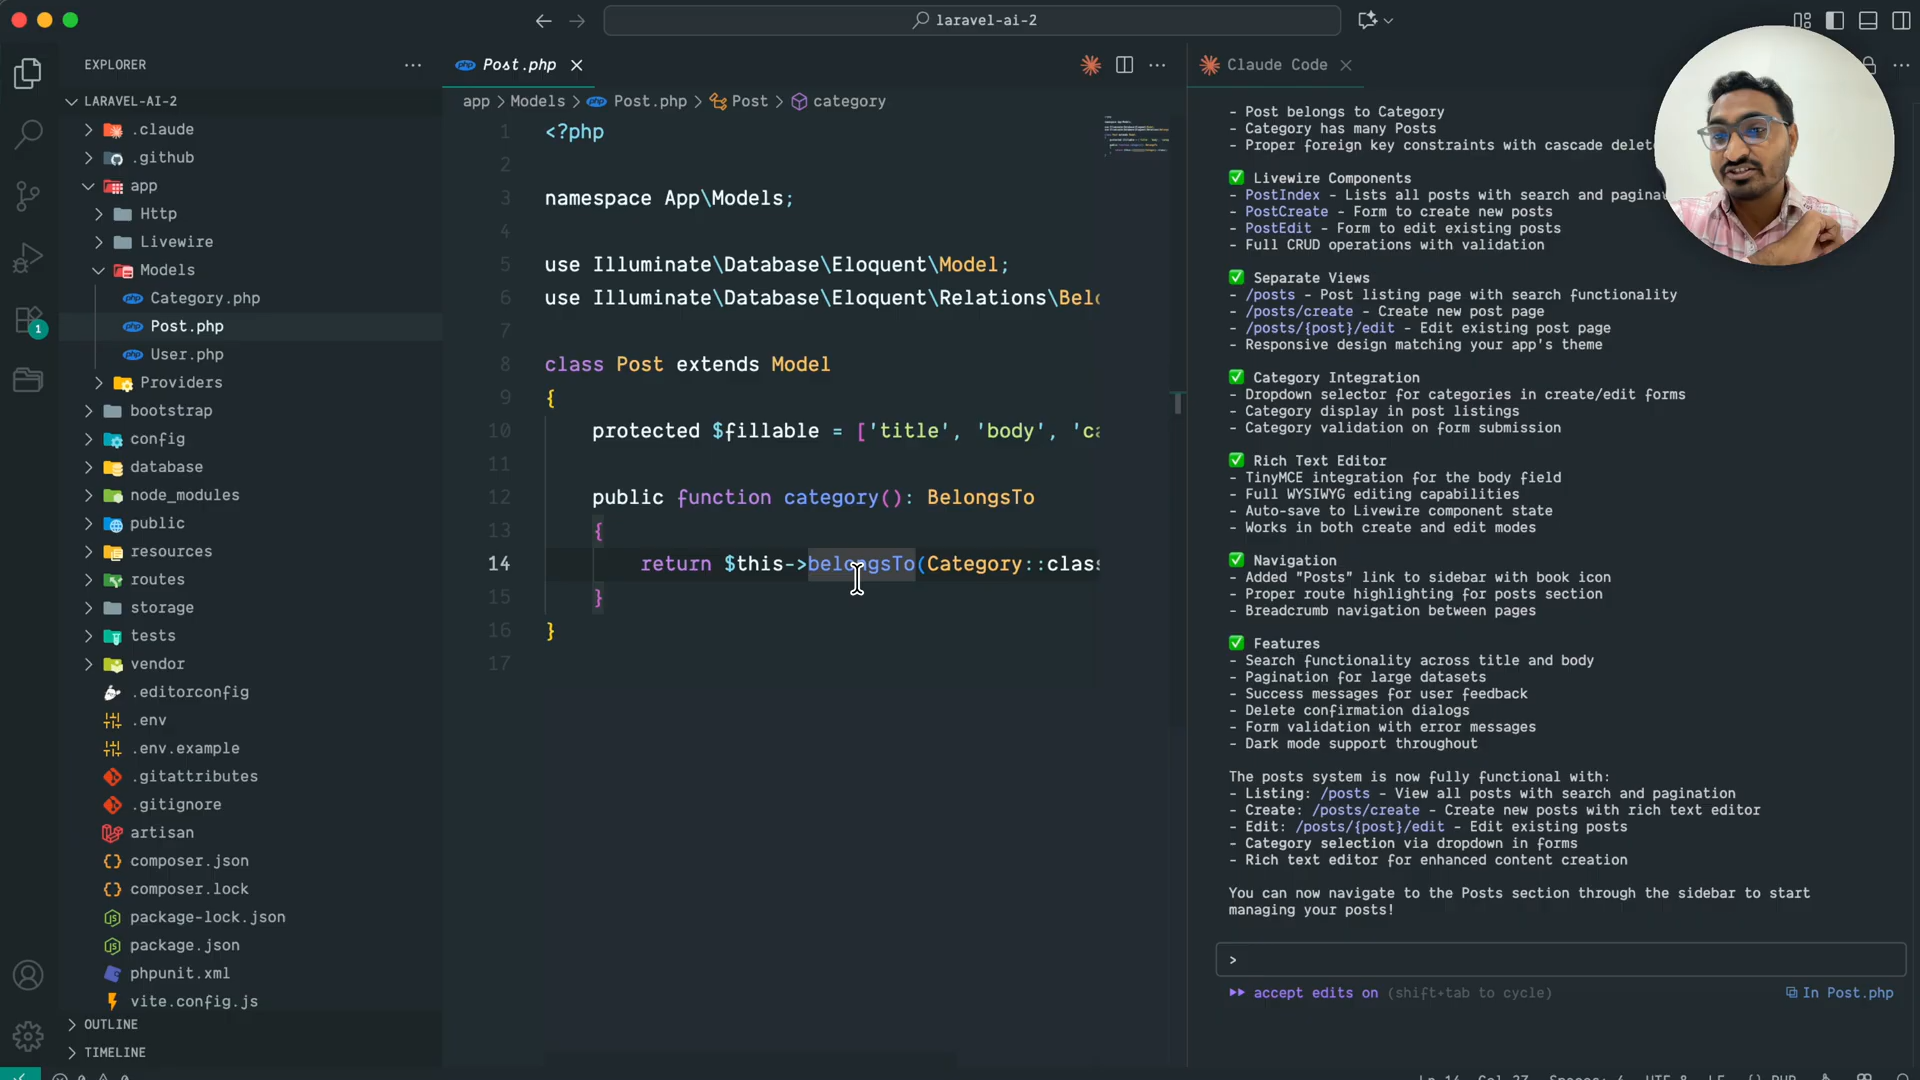 laravel-ai-2
EXPLORER
LARAVEL-AI-2
.claude
.github
app
Http
Livewire
Models
Category.php
Post.php
User.php
Providers
bootstrap
config
database
node_modules
public
resources
routes
storage
tests
vendor
.editorconfig
.env
.env.example
.gitattributes
.gitignore
artisan
composer.json
composer.lock
package-lock.json
package.json
phpunit.xml
vite.config.js
OUTLINE
TIMELINE
1
php Post.php
app > Models > php Post.php > Post > category
1 <?php
2
3 namespace App\Models;
4
5 use Illuminate\Database\Eloquent\Model;
6 use Illuminate\Database\Eloquent\Relations\Belo
7
8 class Post extends Model
9 {
10 protected $fillable = ['title', 'body', 'ca
11
12 public function category(): BelongsTo
13 {
14 return $this->belongsTo(Category::class
15 }
16 }
17
Claude Code
- Post belongs to Category
- Category has many Posts
- Proper foreign key constraints with cascade delet
✅ Livewire Components
- PostIndex - Lists all posts with search and pagina
- PostCreate - Form to create new posts
- PostEdit - Form to edit existing posts
- Full CRUD operations with validation
✅ Separate Views
- /posts - Post listing page with search functionality
- /posts/create - Create new post page
- /posts/{post}/edit - Edit existing post page
- Responsive design matching your app's theme
✅ Category Integration
- Dropdown selector for categories in create/edit forms
- Category display in post listings
- Category validation on form submission
✅ Rich Text Editor
- TinyMCE integration for the body field
- Full WYSIWYG editing capabilities
- Auto-save to Livewire component state
- Works in both create and edit modes
✅ Navigation
- Added "Posts" link to sidebar with book icon
- Proper route highlighting for posts section
- Breadcrumb navigation between pages
✅ Features
- Search functionality across title and body
- Pagination for large datasets
- Success messages for user feedback
- Delete confirmation dialogs
- Form validation with error messages
- Dark mode support throughout
The posts system is now fully functional with:
- Listing: /posts - View all posts with search and pagination
- Create: /posts/create - Create new posts with rich text editor
- Edit: /posts/{post}/edit - Edit existing posts
- Category selection via dropdown in forms
- Rich text editor for enhanced content creation
You can now navigate to the Posts section through the sidebar to start
managing your posts!
>
accept edits on (shift+tab to cycle)
In Post.php